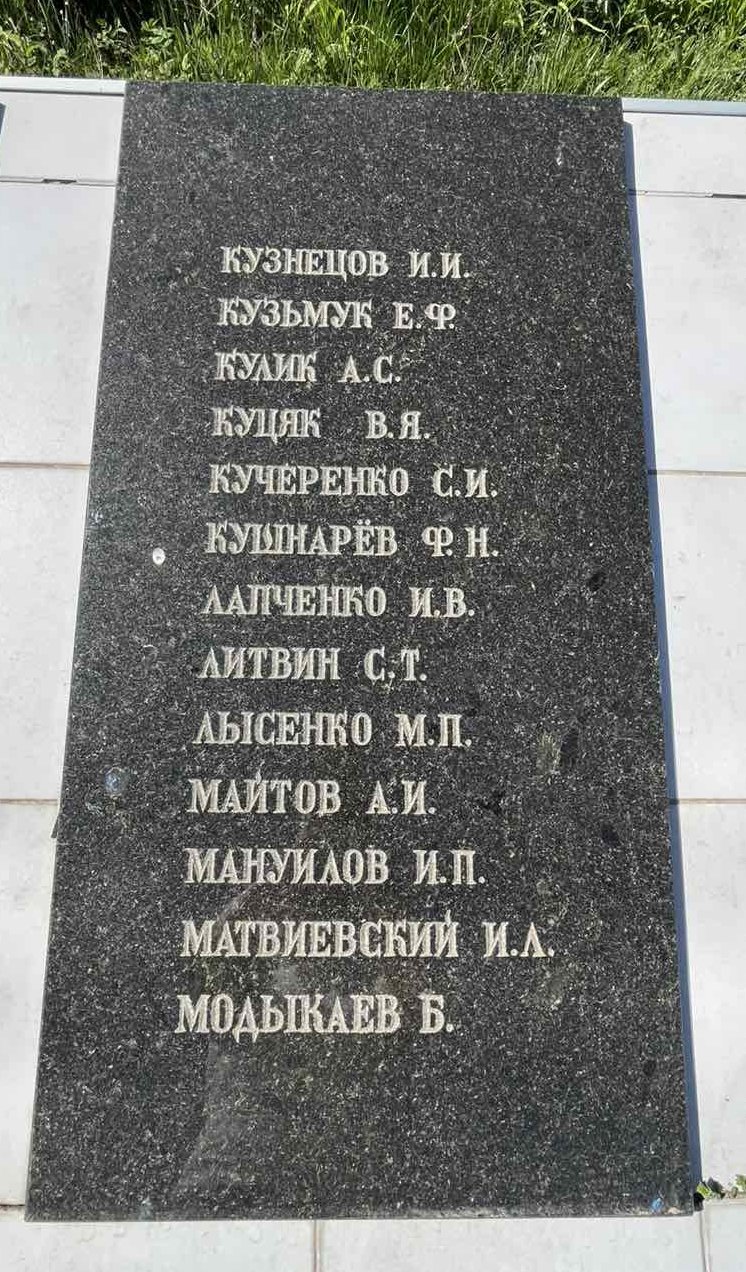 КУЗНЕЦОВ И.И.
КУЗЬМУК Е.Ф.
КУЛИК А.С.
КУЦЯК В.Я.
КУЧЕРЕНКО С.И.
КУШНАРЁВ Ф.Н.
ЛАПЧЕНКО И.В.
ЛИТВИН С.Т.
ЛЫСЕНКО М.П.
МАЙТОВ А.И.
МАНУИЛОВ И.П.
МАТВИЕВСКИЙ И.Л.
МОДЫКАЕВ Б.